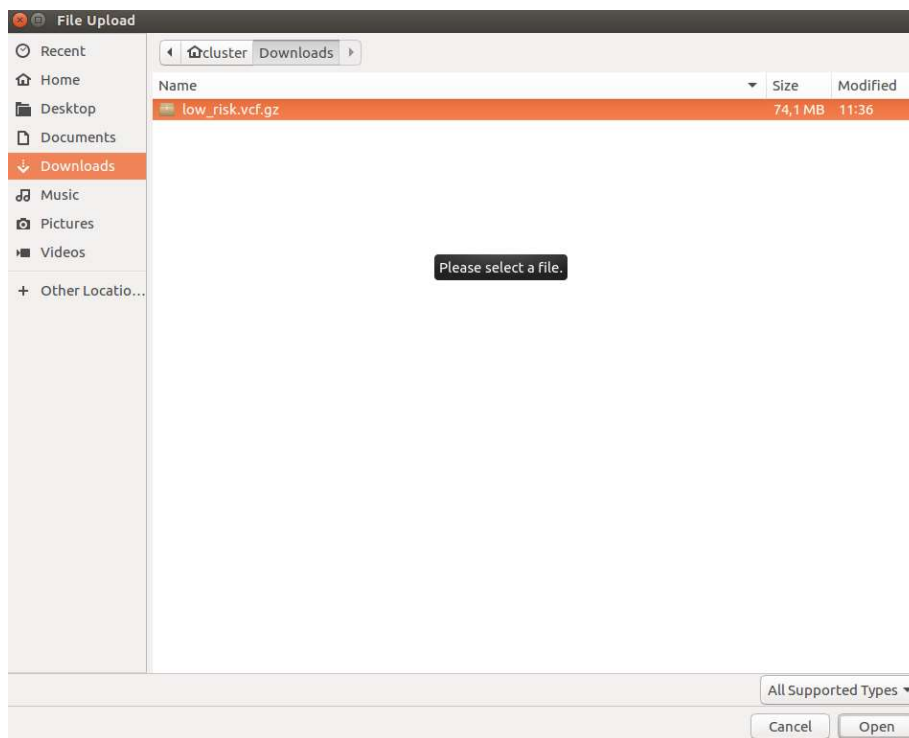 File Upload
Recent
Home
Desktop
Documents
Downloads
Music
Pictures
Videos
+ Other Locatio...
cluster Downloads
Name Size Modified
low_risk.vcf.gz 74,1 MB 11:36
Please select a file.
All Supported Types
Cancel Open